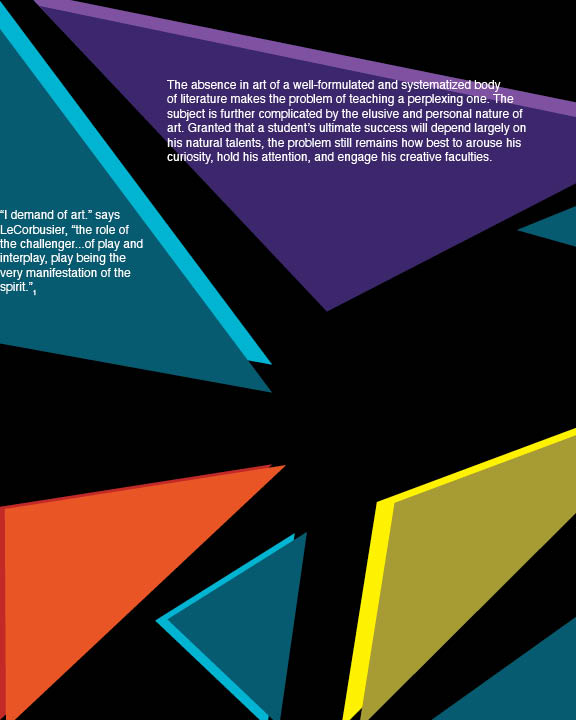 The absence in art of a well-formulated and systematized body
of literature makes the problem of teaching a perplexing one. The
subject is further complicated by the elusive and personal nature of
art. Granted that a student’s ultimate success will depend largely on
his natural talents, the problem still remains how best to arouse his
curiosity, hold his attention, and engage his creative faculties.
“I demand of art.” says
LeCorbusier, “the role of
the challenger...of play and
interplay, play being the
very manifestation of the
spirit.”,